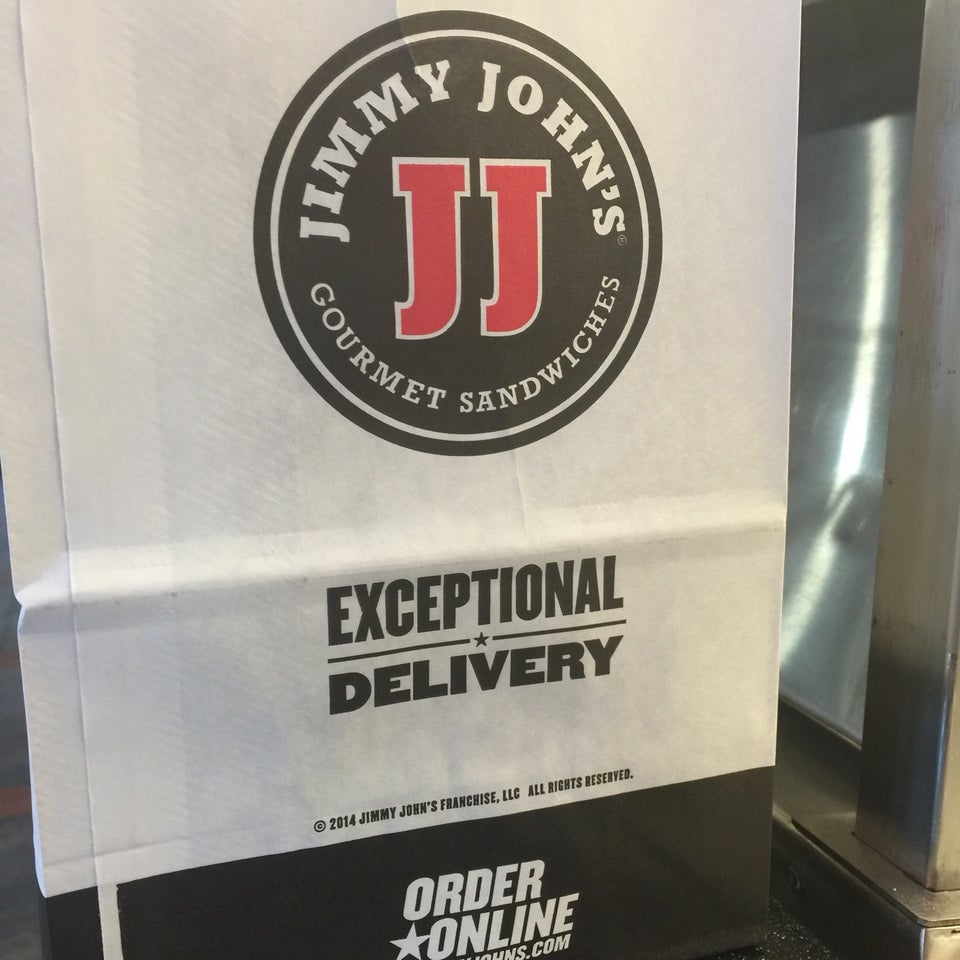 JIMMY JOHN'S®
JJ
GOURMET SANDWICHES
EXCEPTIONAL
DELIVERY
© 2014 JIMMY JOHN'S FRANCHISE, LLC ALL RIGHTS RESERVED.
ORDER
ONLINE